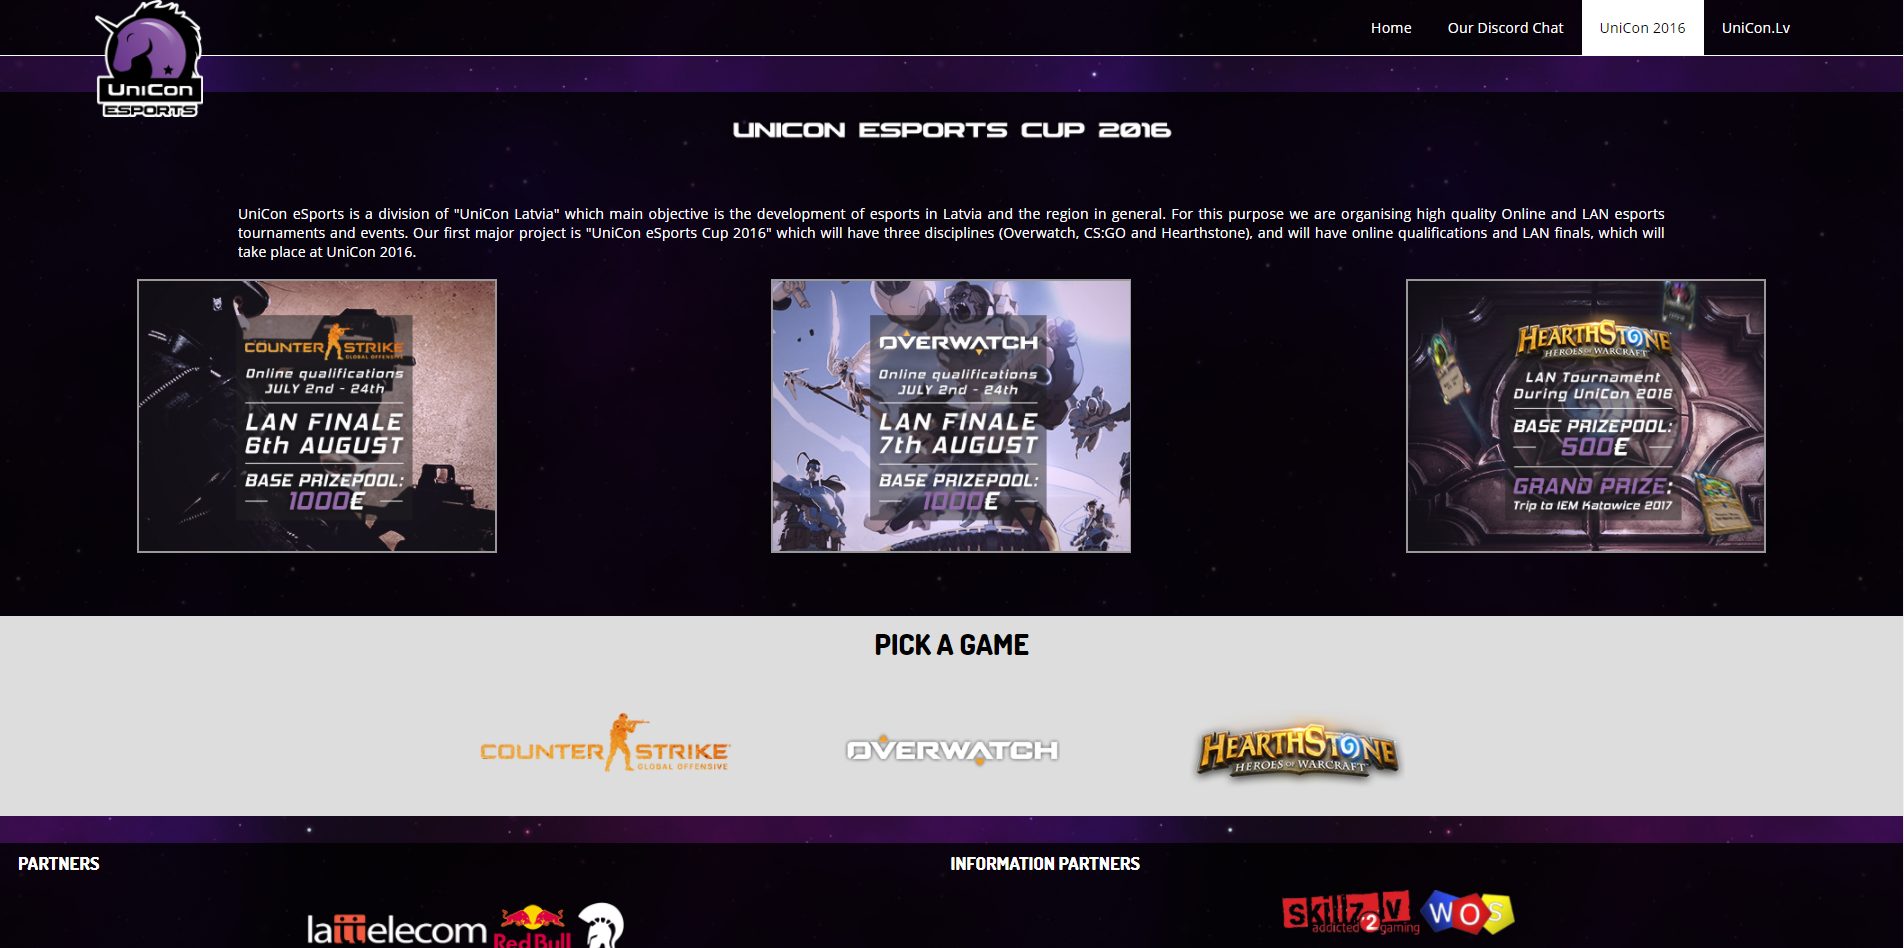 UniCon
ESPORTS
Home
Our Discord Chat
UniCon 2016
UniCon.Lv
UNICON ESPORTS CUP 2016
UniCon eSports is a division of "UniCon Latvia" which main objective is the development of esports in Latvia and the region in general. For this purpose we are organising high quality Online and LAN esports
tournaments and events. Our first major project is "UniCon eSports Cup 2016" which will have three disciplines (Overwatch, CS:GO and Hearthstone), and will have online qualifications and LAN finals, which will
take place at UniCon 2016.
COUNTER STRIKE
GLOBAL OFFENSIVE
Online qualifications
JULY 2nd - 24th
LAN FINALE
6th AUGUST
BASE PRIZEPOOL:
1000€
OVERWATCH
Online qualifications
JULY 2nd - 24th
LAN FINALE
7th AUGUST
BASE PRIZEPOOL:
1000€
HEARTHSTONE
HEROES OF WARCRAFT
LAN Tournament
During UniCon 2016
BASE PRIZEPOOL:
500€
GRAND PRIZE:
Trip to IEM Katowice 2017
PICK A GAME
COUNTER STRIKE
GLOBAL OFFENSIVE
OVERWATCH
HEARTHSTONE
HEROES OF WARCRAFT
PARTNERS
INFORMATION PARTNERS
lattelecom
Red Bull
Skillz2V
addicted2gaming
WOS